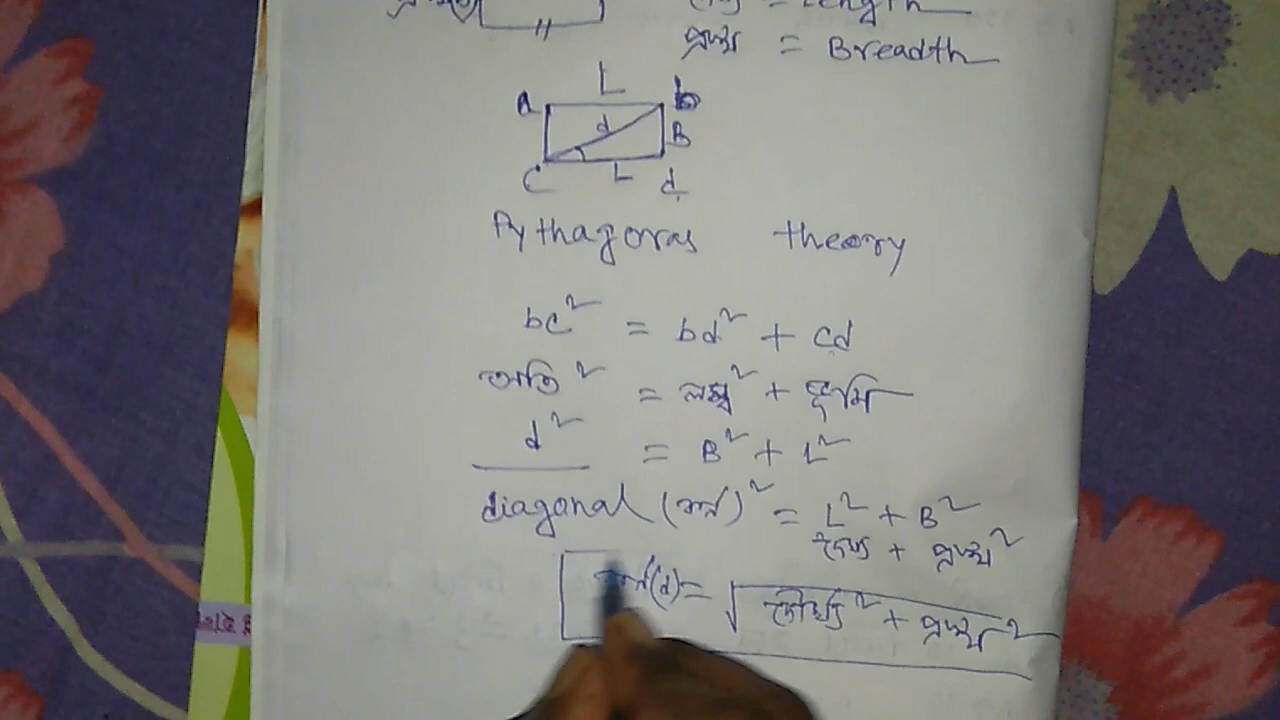 = Length
প্রস্থ = Breadth
L
A b
d B
C L d
Pythagoras theory
bc² = bd² + cd
অতি² = লম্ব² + ভূমি
d² = B² + L²
diagonal (কর্ণ)² = L² + B²
দৈর্ঘ্য + প্রস্থ²
কর্ণ(d) = √দৈর্ঘ্য² + প্রস্থ²